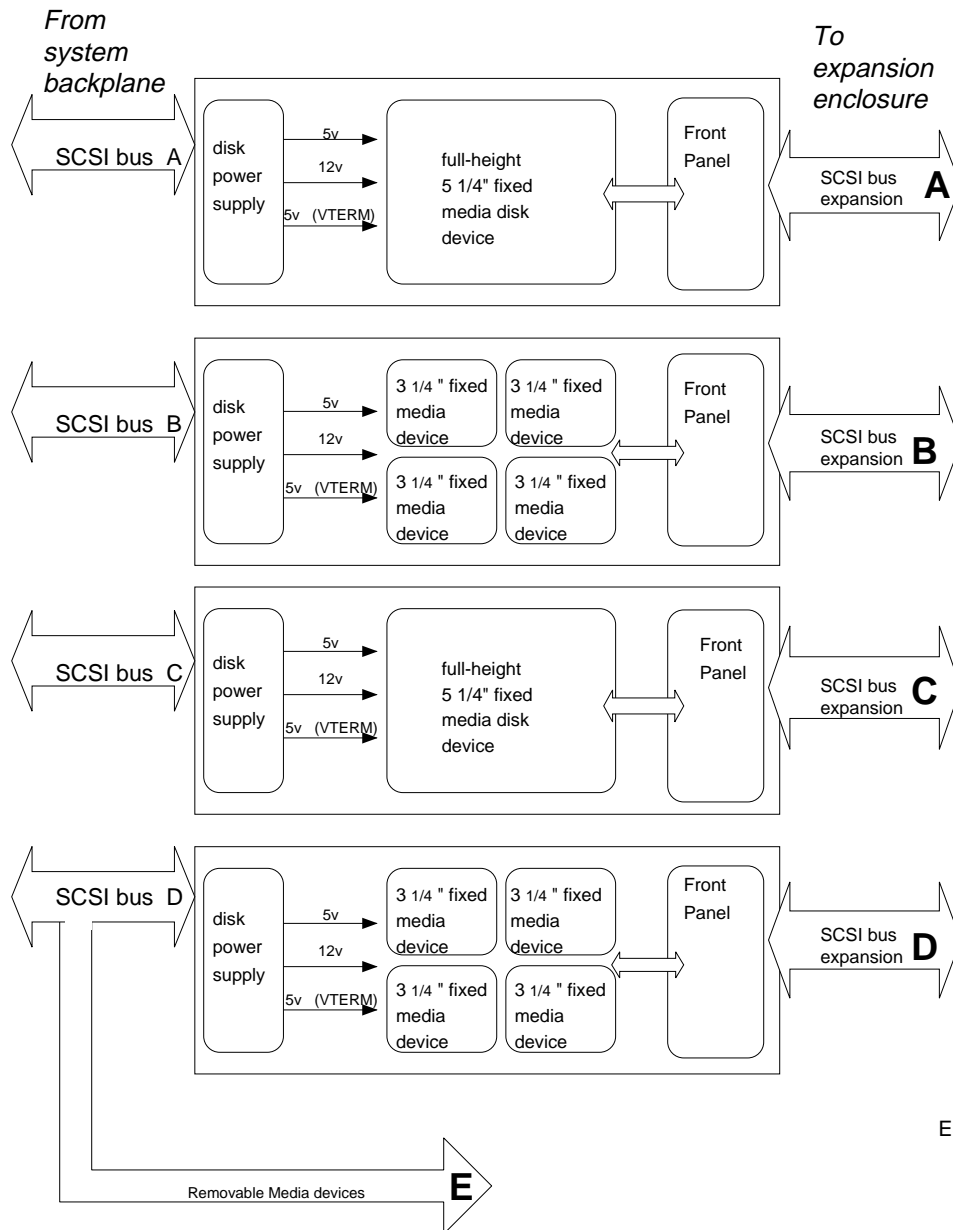 From
system
backplane
To
expansion
enclosure
SCSI bus A
disk
power
supply
5v
12v
5v (VTERM)
full-height
5 1/4" fixed
media disk
device
Front
Panel
SCSI bus
expansion
A
SCSI bus B
disk
power
supply
5v
12v
5v (VTERM)
3 1/4 " fixed
media
device
3 1/4 " fixed
media
device
3 1/4 " fixed
media
device
3 1/4 " fixed
media
device
Front
Panel
SCSI bus
expansion
B
SCSI bus C
disk
power
supply
5v
12v
5v (VTERM)
full-height
5 1/4" fixed
media disk
device
Front
Panel
SCSI bus
expansion
C
SCSI bus D
disk
power
supply
5v
12v
5v (VTERM)
3 1/4 " fixed
media
device
3 1/4 " fixed
media
device
3 1/4 " fixed
media
device
3 1/4 " fixed
media
device
Front
Panel
SCSI bus
expansion
D
E
Removable Media devices
E